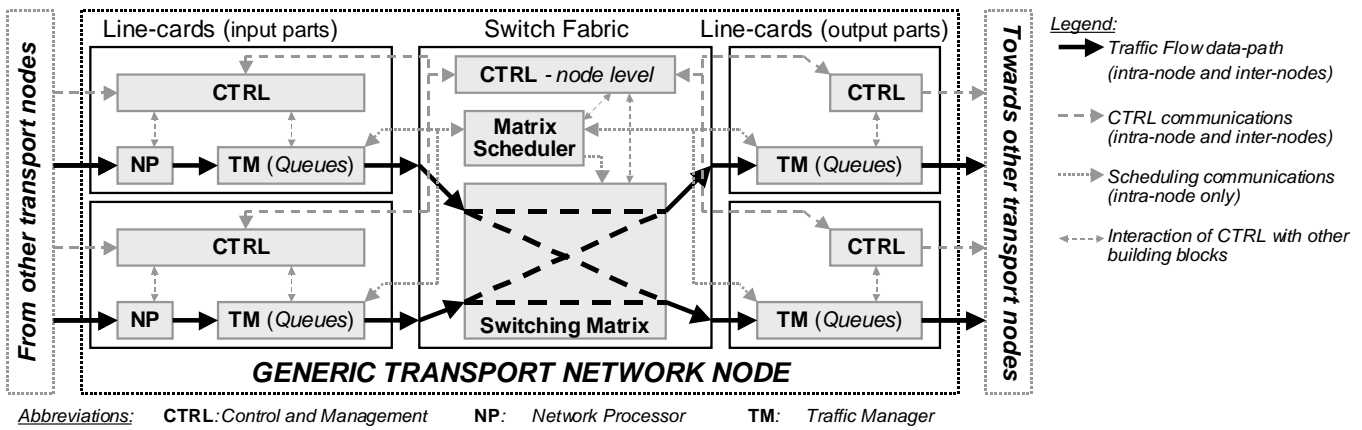 From other transport nodes
Line-cards (input parts)
Switch Fabric
Line-cards (output parts)
Towards other transport nodes
CTRL
NP
TM (Queues)
CTRL
NP
TM (Queues)
CTRL - node level
Matrix
Scheduler
Switching Matrix
CTRL
TM (Queues)
CTRL
TM (Queues)
GENERIC TRANSPORT NETWORK NODE
Legend:
Traffic Flow data-path
(intra-node and inter-nodes)
CTRL communications
(intra-node and inter-nodes)
Scheduling communications
(intra-node only)
Interaction of CTRL with other
building blocks
Abbreviations: CTRL: Control and Management NP: Network Processor TM: Traffic Manager